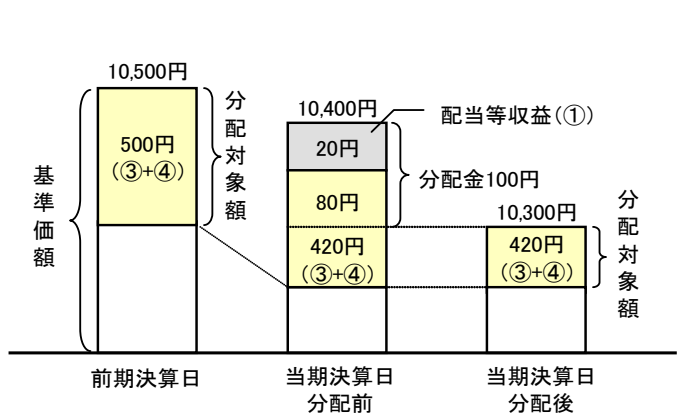 10,500円
500円
(③+④)
分配対象額
基準価額
前期決算日
10,400円
配当等収益(①)
20円
80円
分配金100円
420円
(③+④)
当期決算日
分配前
10,300円
420円
(③+④)
分配対象額
当期決算日
分配後